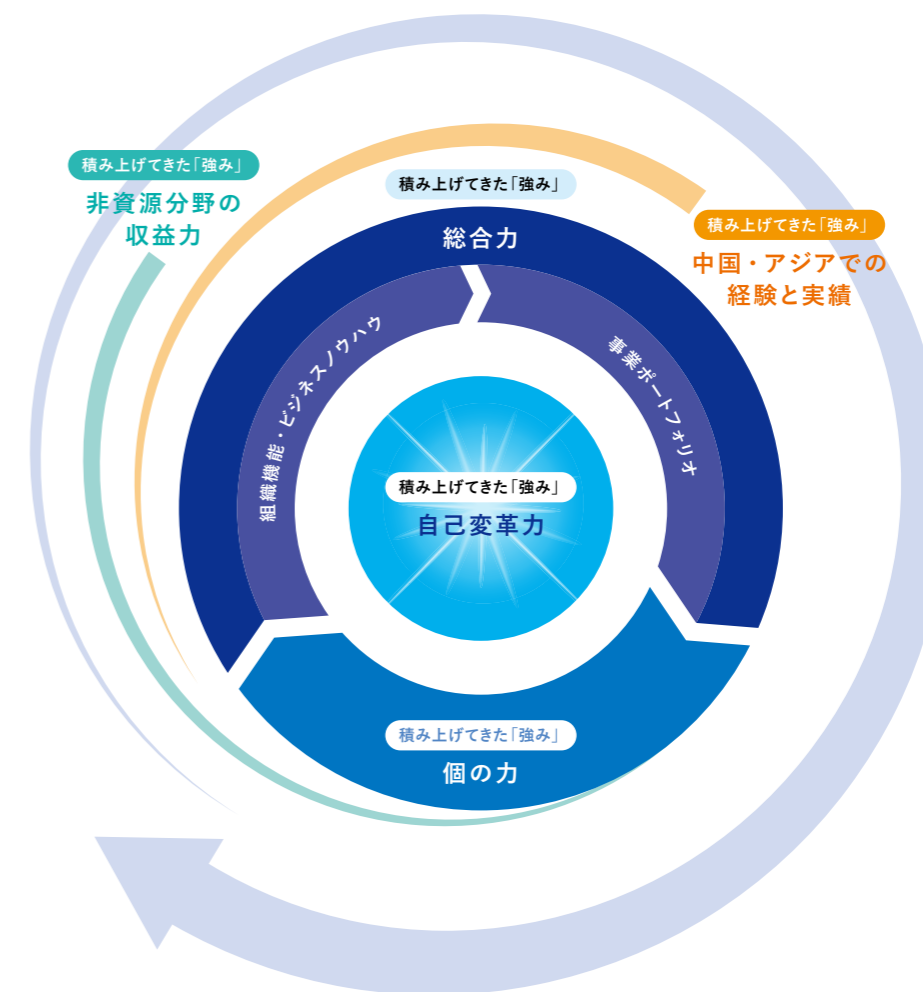 積み上げてきた「強み」
非資源分野の
収益力
積み上げてきた「強み」
総合力
積み上げてきた「強み」
中国・アジアでの
経験と実績
組織機能・ビジネスノウハウ
事業ポートフォリオ
積み上げてきた「強み」
自己変革力
積み上げてきた「強み」
個の力